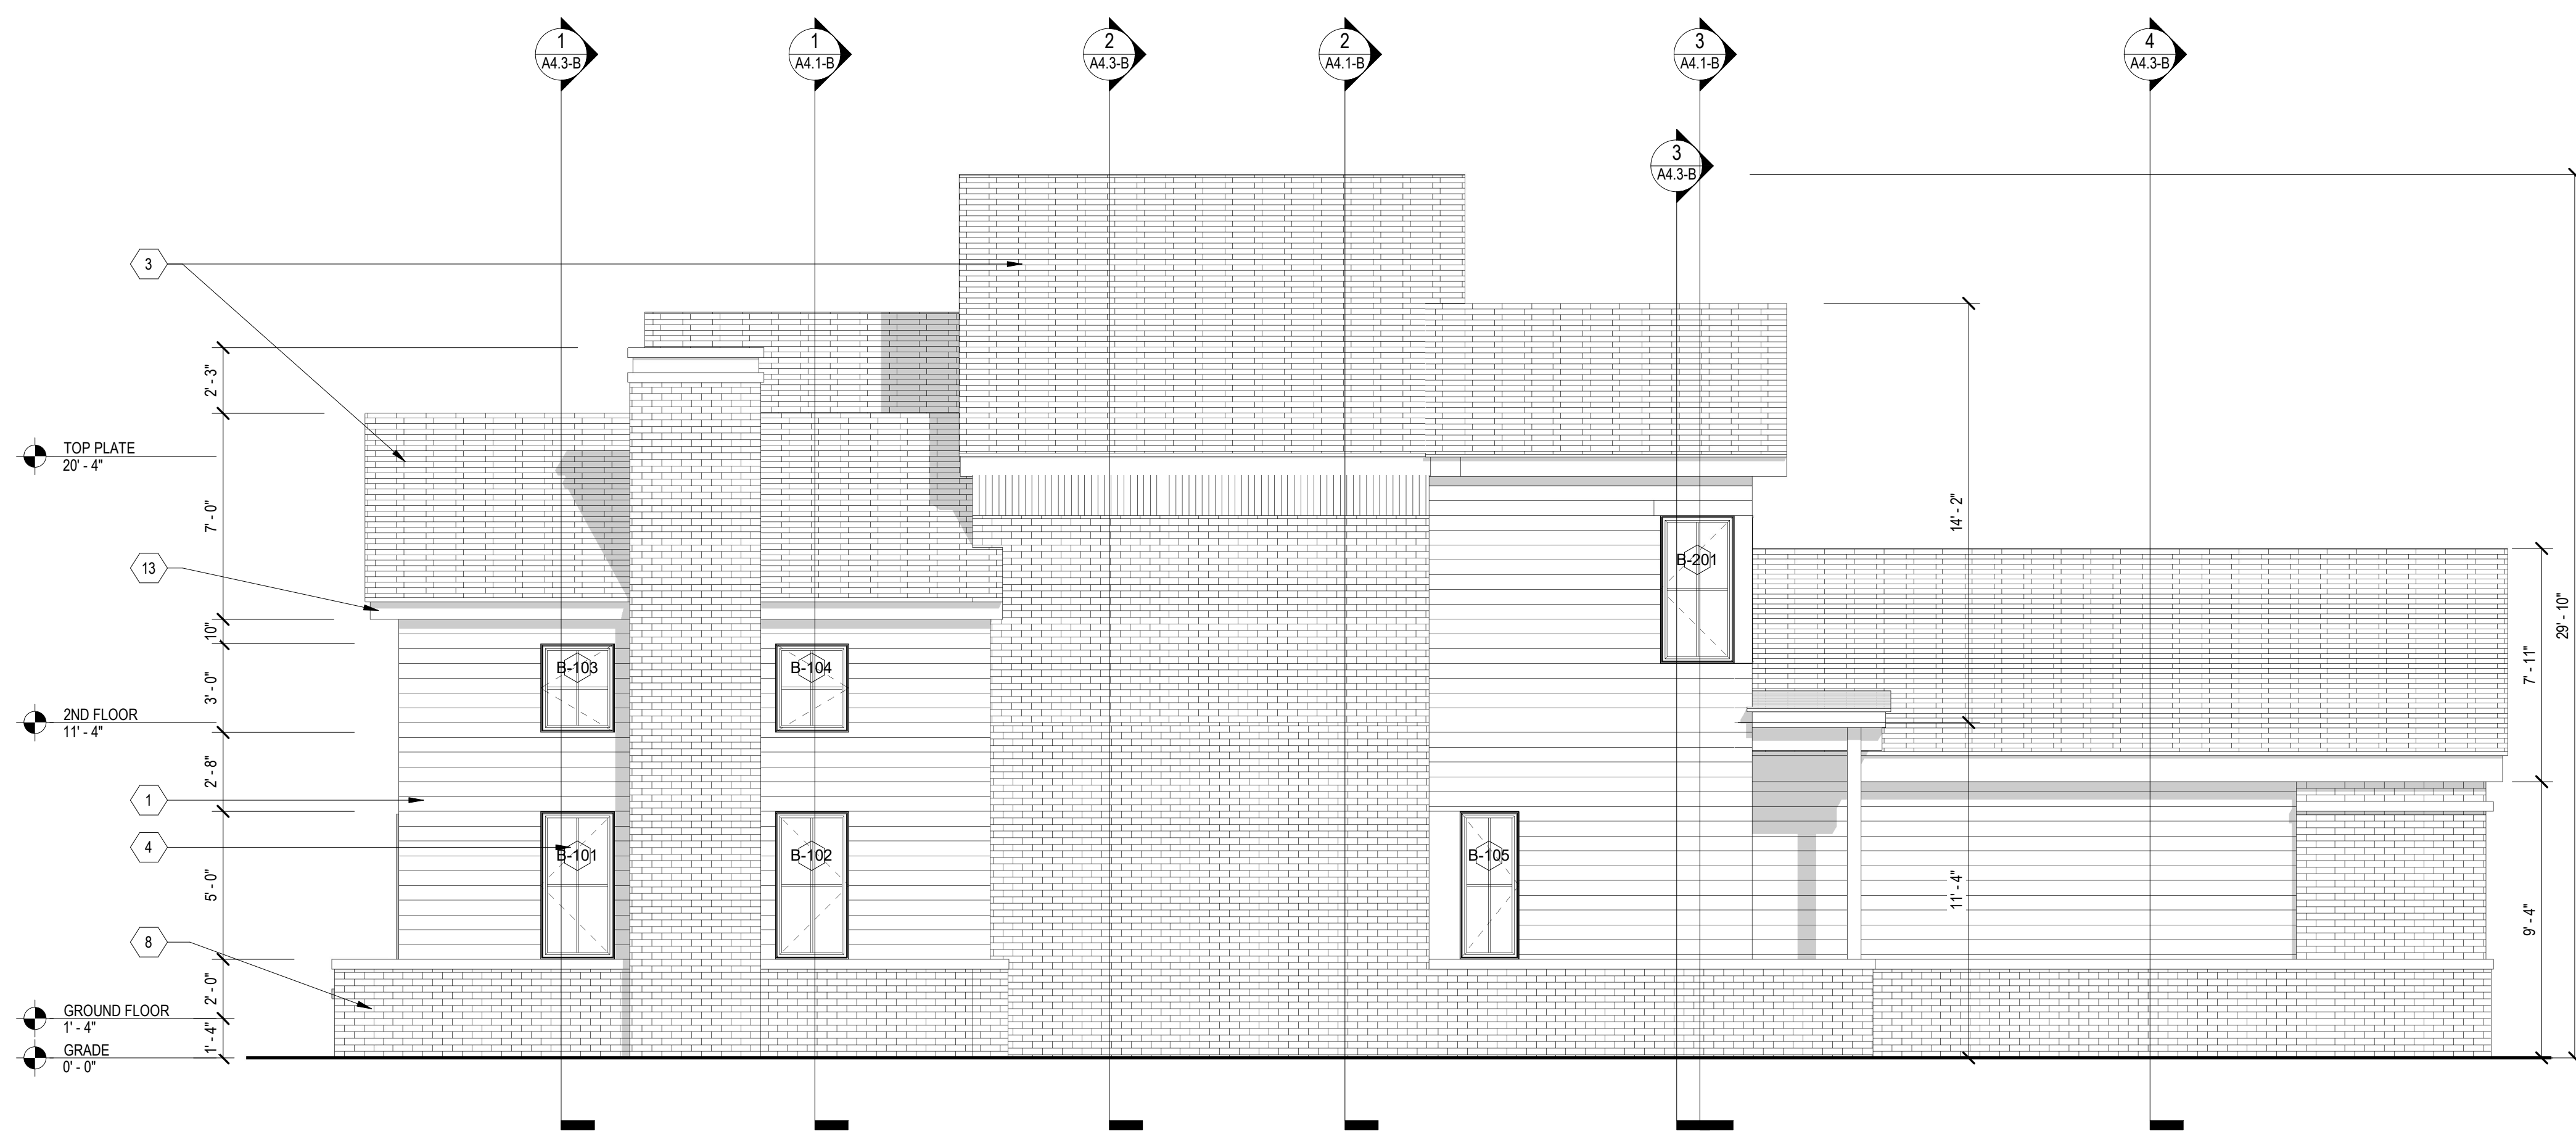 1
A4.3-B
1
A4.1-B
2
A4.3-B
2
A4.1-B
3
A4.1-B
4
A4.3-B
3
A4.3-B
3
2' - 3"
TOP PLATE
20' - 4"
7' - 0"
14' - 2"
13
B-201
29' - 10"
10"
7' - 11"
B-103
B-104
3' - 0"
2ND FLOOR
11' - 4"
2' - 8"
1
4
B-101
B-102
B-105
5' - 0"
11' - 4"
9' - 4"
8
2' - 0"
GROUND FLOOR
1' - 4"
1' - 4"
GRADE
0' - 0"